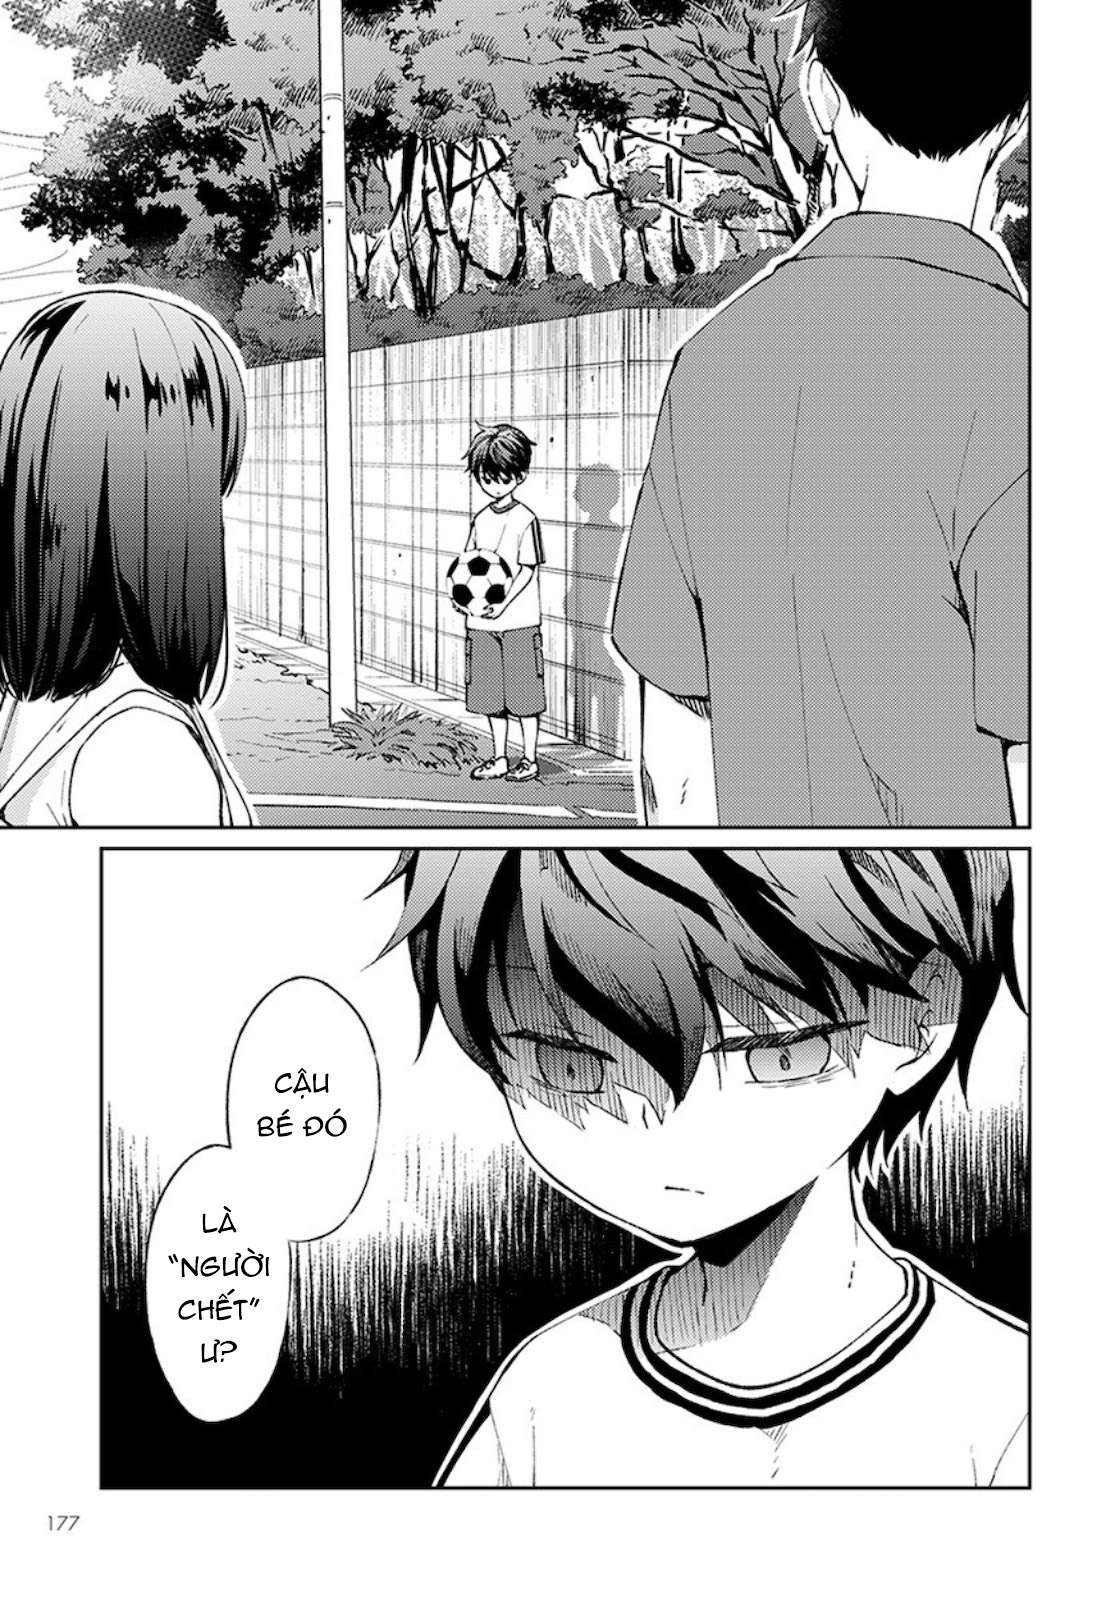 CẬU
BÉ ĐÓ
LÀ
"NGƯỜI
CHẾT"
Ư?
177